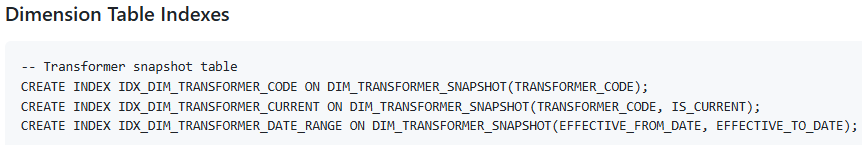 Dimension Table Indexes
-- Transformer snapshot table
CREATE INDEX IDX_DIM_TRANSFORMER_CODE ON DIM_TRANSFORMER_SNAPSHOT(TRANSFORMER_CODE);
CREATE INDEX IDX_DIM_TRANSFORMER_CURRENT ON DIM_TRANSFORMER_SNAPSHOT(TRANSFORMER_CODE, IS_CURRENT);
CREATE INDEX IDX_DIM_TRANSFORMER_DATE_RANGE ON DIM_TRANSFORMER_SNAPSHOT(EFFECTIVE_FROM_DATE, EFFECTIVE_TO_DATE);